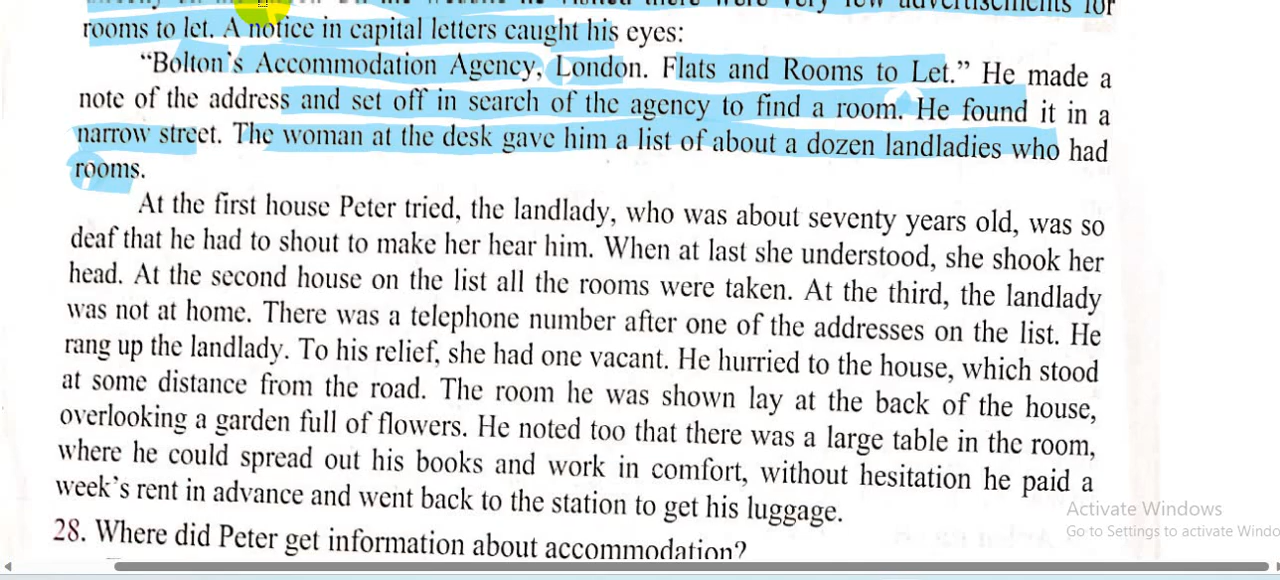 rooms to let. A notice in capital letters caught his eyes:
“Bolton’s Accommodation Agency, London. Flats and Rooms to Let.” He made a
note of the address and set off in search of the agency to find a room. He found it in a
narrow street. The woman at the desk gave him a list of about a dozen landladies who had
rooms.
At the first house Peter tried, the landlady, who was about seventy years old, was so
deaf that he had to shout to make her hear him. When at last she understood, she shook her
head. At the second house on the list all the rooms were taken. At the third, the landlady
was not at home. There was a telephone number after one of the addresses on the list. He
rang up the landlady. To his relief, she had one vacant. He hurried to the house, which stood
at some distance from the road. The room he was shown lay at the back of the house,
overlooking a garden full of flowers. He noted too that there was a large table in the room,
where he could spread out his books and work in comfort, without hesitation he paid a
week’s rent in advance and went back to the station to get his luggage.
Activate Windows
Go to Settings to activate Windo
28. Where did Peter get information about accommodation?